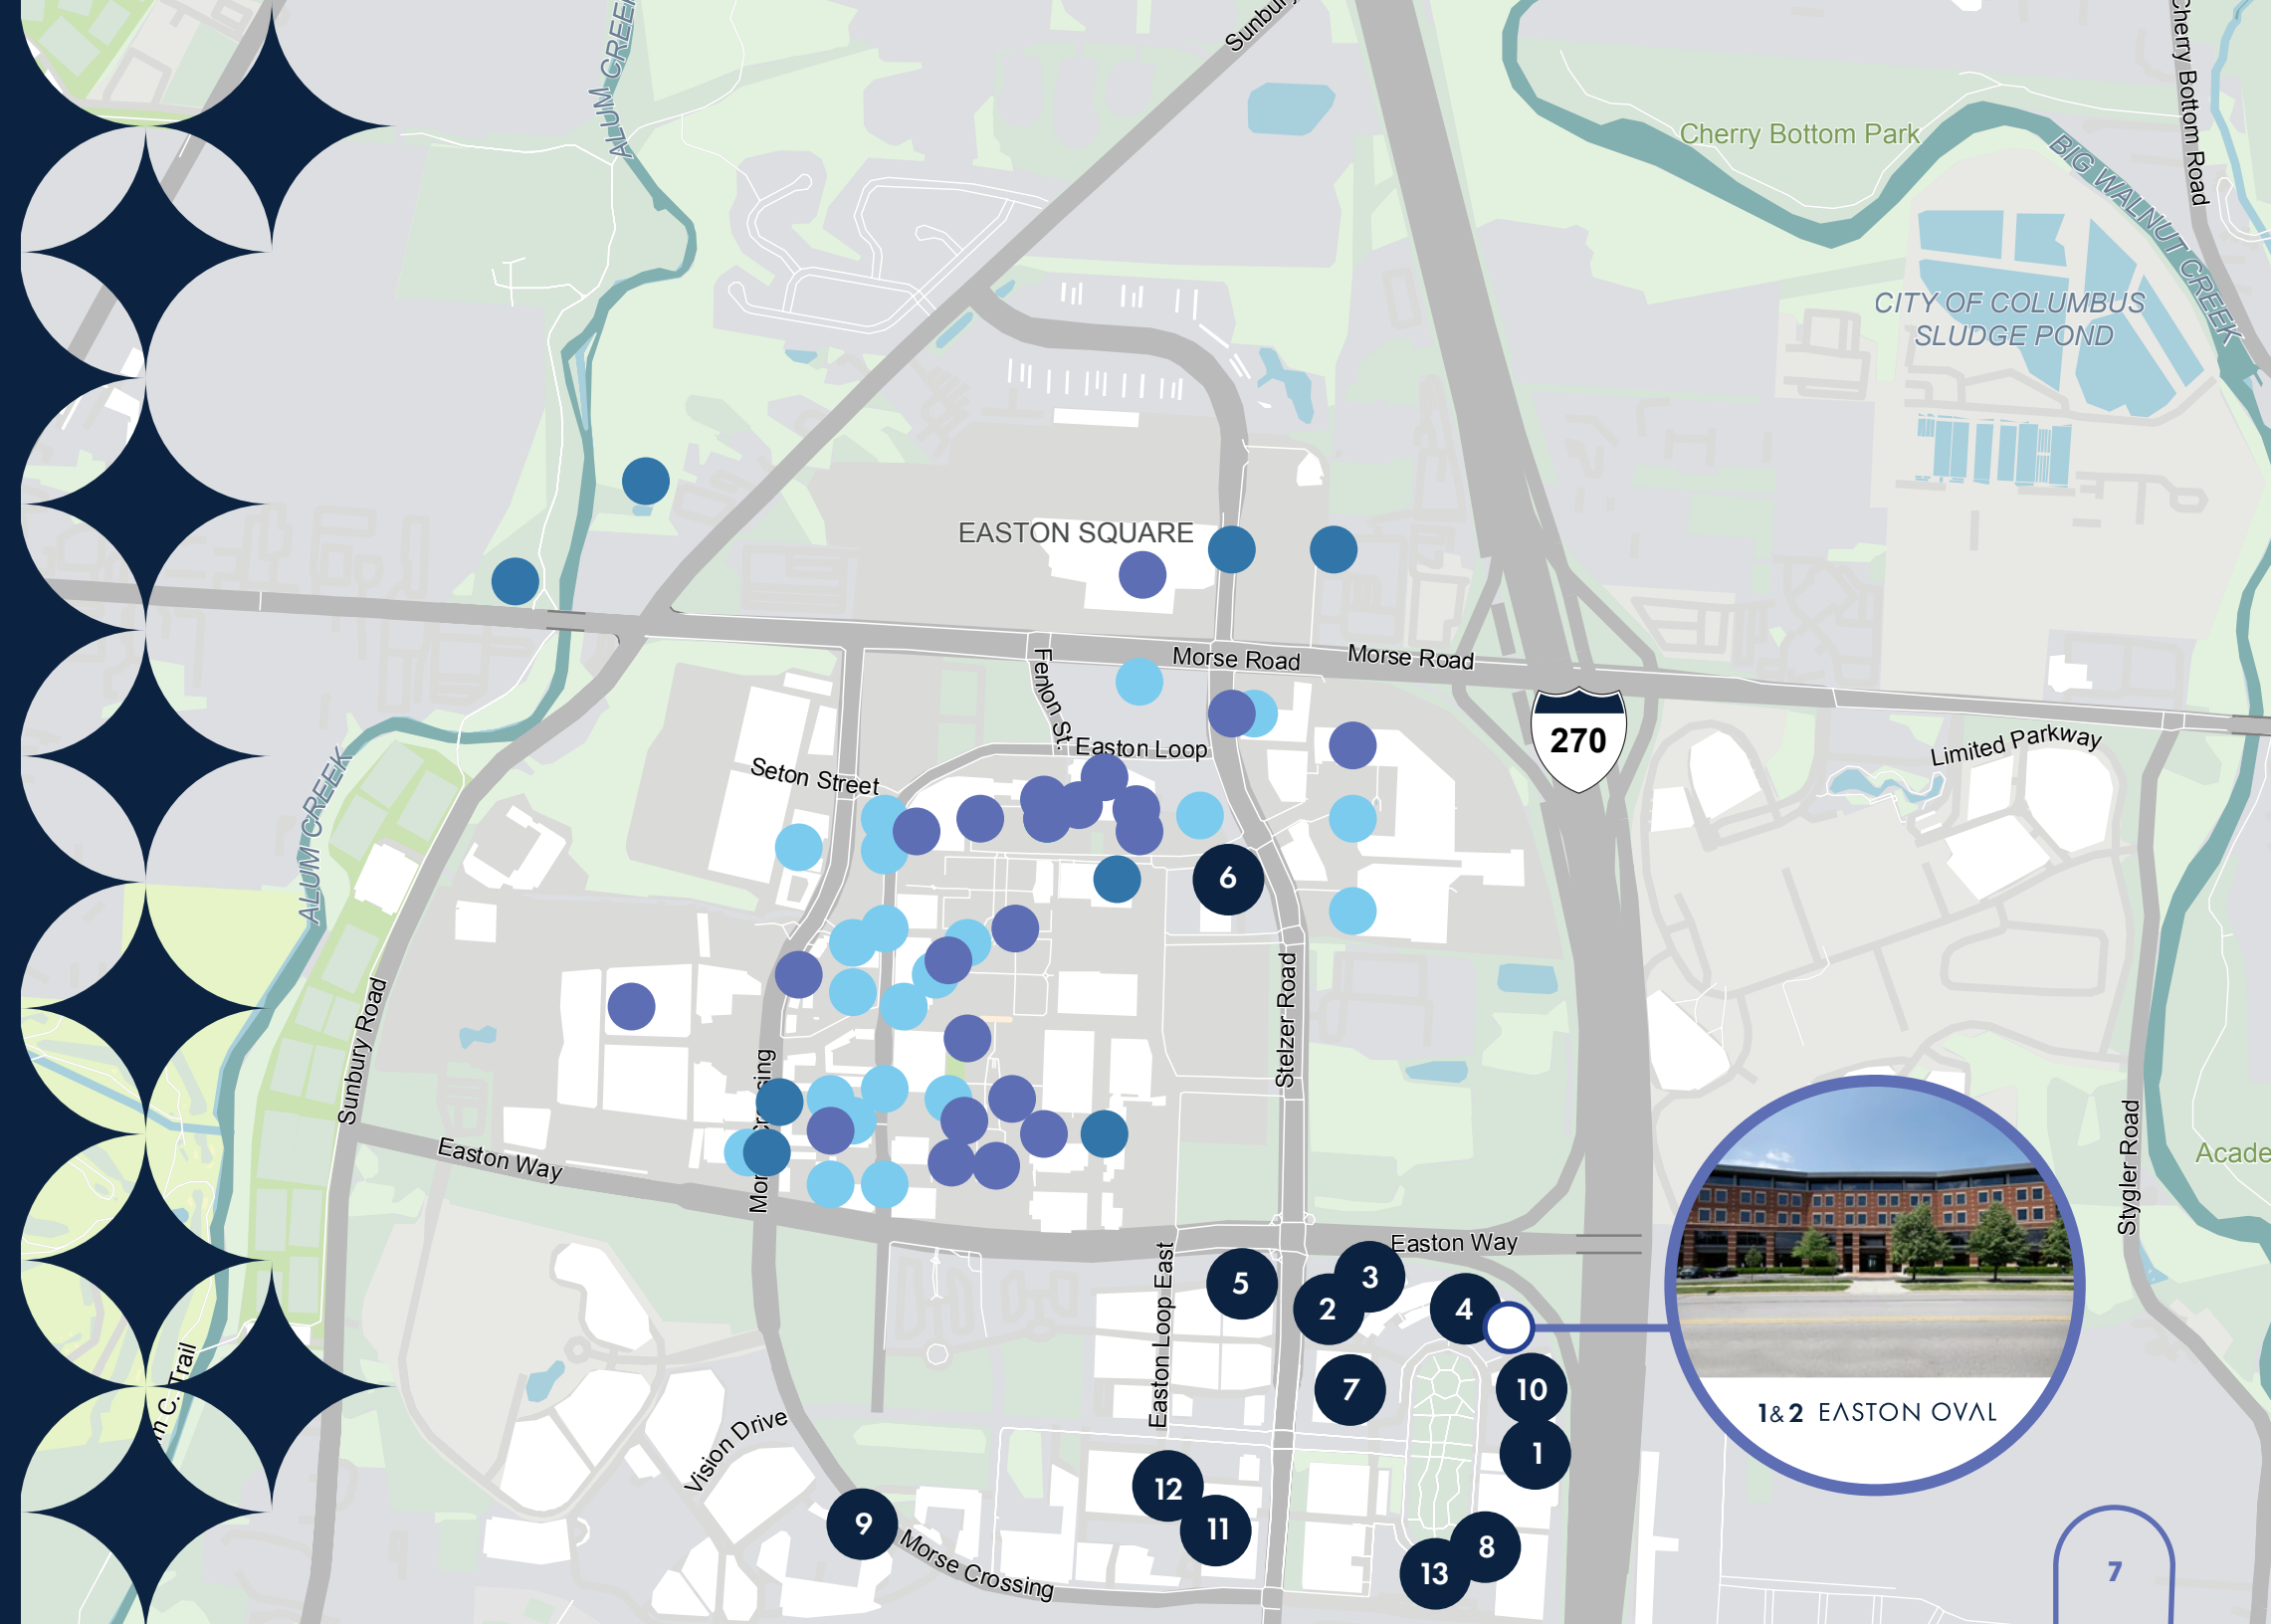 Sunbury
ALUM CREEK
Cherry Bottom Road
Cherry Bottom Park
BIG WALNUT CREEK
CITY OF COLUMBUS
SLUDGE POND
EASTON SQUARE
Morse Road
Morse Road
Fenlon St.
270
Easton Loop
Limited Parkway
Seton Street
ALUM CREEK
6
Sunbury Road
Stelzer Road
Easton Way
Stygler Road
Easton Way
Easton Loop East
5
3
2
4
7
10
1
1&2 EASTON OVAL
Vision Drive
12
11
9
Morse Crossing
8
13
7
C. Trail